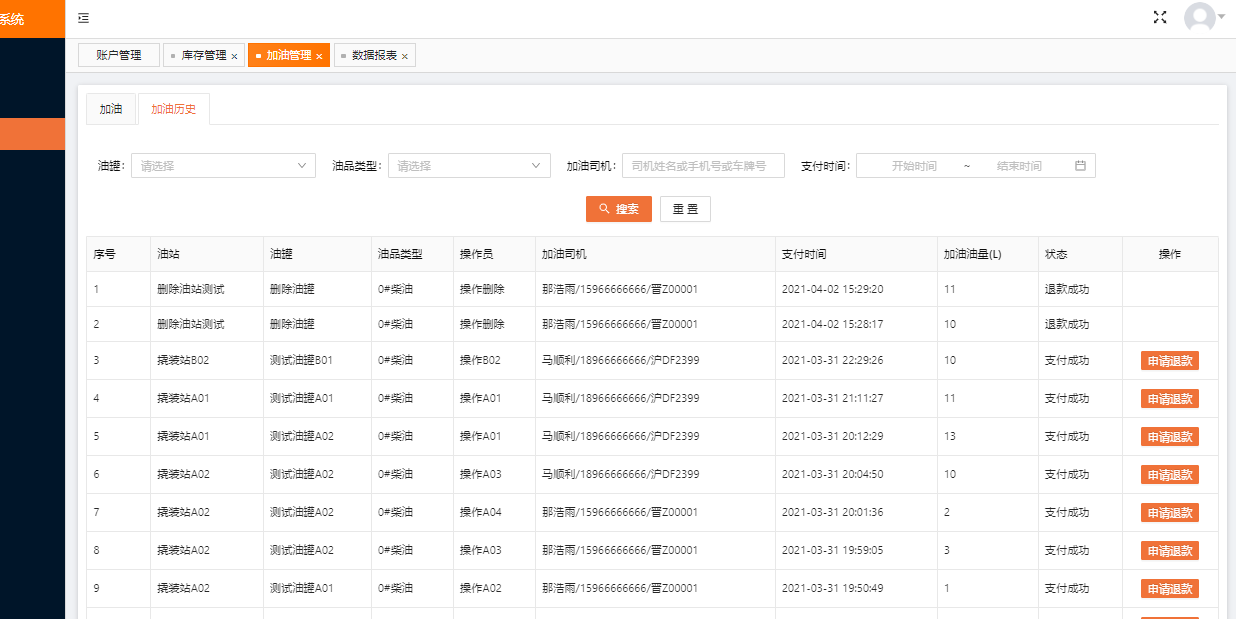 系统
账户管理 库存管理 × 加油管理 × 数据报表 ×
加油 加油历史
油罐: 请选择 油品类型: 请选择 加油司机: 司机姓名或手机号或车牌号 支付时间: 开始时间 ~ 结束时间
搜索 重 置
序号 油站 油罐 油品类型 操作员 加油司机 支付时间 加油油量(L) 状态 操作
1 删除油站测试 删除油罐 0#柴油 操作删除 那浩雨/15966666666/晋Z00001 2021-04-02 15:29:20 11 退款成功
2 删除油站测试 删除油罐 0#柴油 操作删除 那浩雨/15966666666/晋Z00001 2021-04-02 15:28:17 10 退款成功
3 撬装站B02 测试油罐B01 0#柴油 操作B02 马顺利/18966666666/沪DF2399 2021-03-31 22:29:26 10 支付成功 申请退款
4 撬装站A01 测试油罐A01 0#柴油 操作A01 马顺利/18966666666/沪DF2399 2021-03-31 21:11:27 11 支付成功 申请退款
5 撬装站A01 测试油罐A02 0#柴油 操作A01 马顺利/18966666666/沪DF2399 2021-03-31 20:12:29 13 支付成功 申请退款
6 撬装站A02 测试油罐A02 0#柴油 操作A03 马顺利/18966666666/沪DF2399 2021-03-31 20:04:50 10 支付成功 申请退款
7 撬装站A02 测试油罐A02 0#柴油 操作A04 那浩雨/15966666666/晋Z00001 2021-03-31 20:01:36 2 支付成功 申请退款
8 撬装站A02 测试油罐A02 0#柴油 操作A03 那浩雨/15966666666/晋Z00001 2021-03-31 19:59:05 3 支付成功 申请退款
9 撬装站A02 测试油罐A01 0#柴油 操作A02 那浩雨/15966666666/晋Z00001 2021-03-31 19:50:49 1 支付成功 申请退款